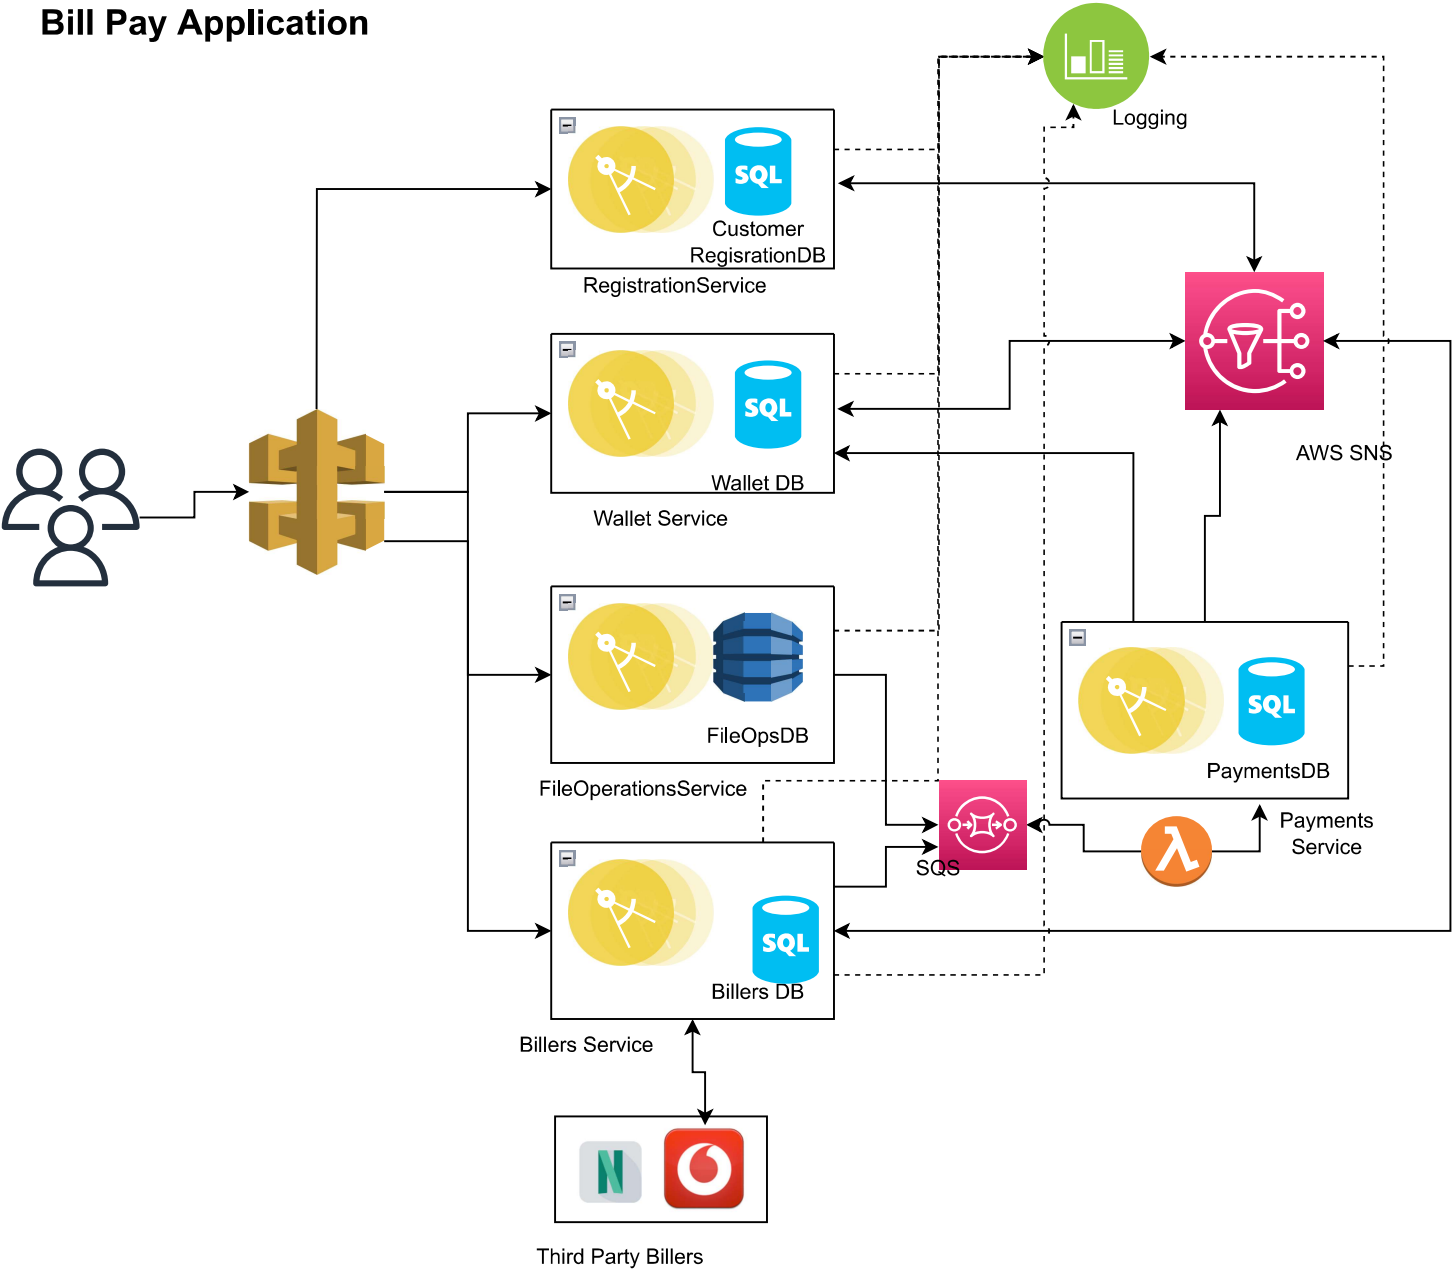 Bill Pay Application
Logging
SQL
Customer
RegisrationDB
RegistrationService
SQL
Wallet DB
Wallet Service
AWS SNS
FileOpsDB
FileOperationsService
SQL
PaymentsDB
Payments
Service
SQS
SQL
Billers DB
Billers Service
N
Third Party Billers